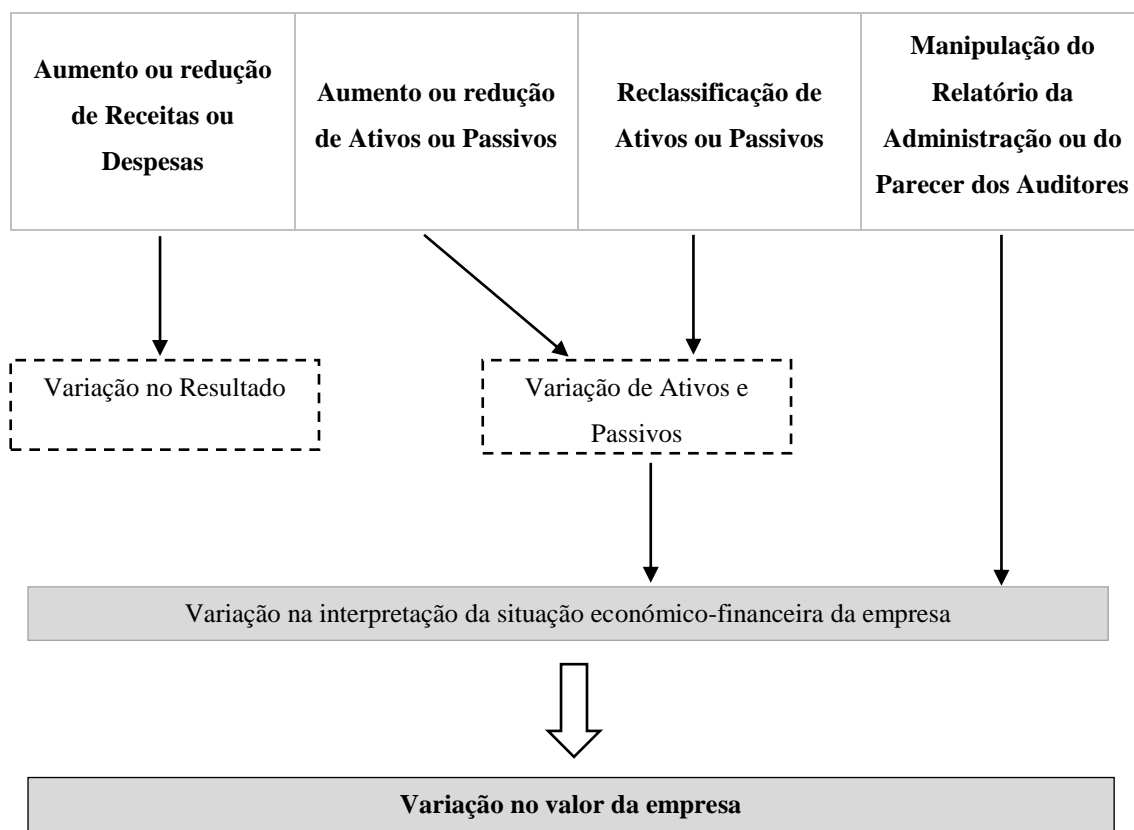 Aumento ou redução
de Receitas ou
Despesas
Aumento ou redução
de Ativos ou Passivos
Reclassificação de
Ativos ou Passivos
Manipulação do
Relatório da
Administração ou do
Parecer dos Auditores
Variação no Resultado
Variação de Ativos e
Passivos
Variação na interpretação da situação económico-financeira da empresa
Variação no valor da empresa